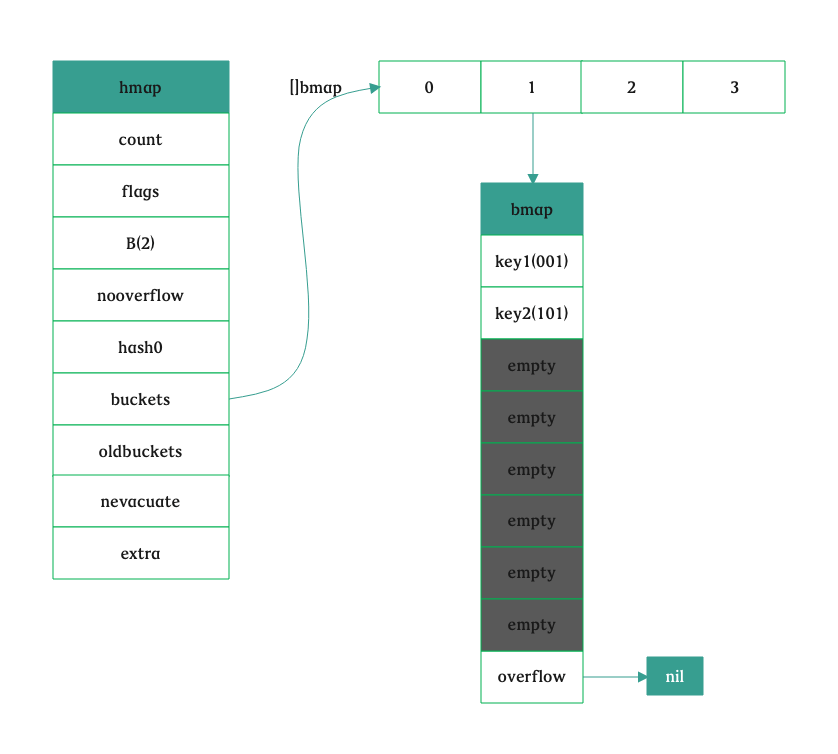 hmap
count
flags
B(2)
nooverflow
hash0
buckets
oldbuckets
nevacuate
extra
[]bmap
0 1 2 3
bmap
key1(001)
key2(101)
empty
empty
empty
empty
empty
empty
overflow
nil